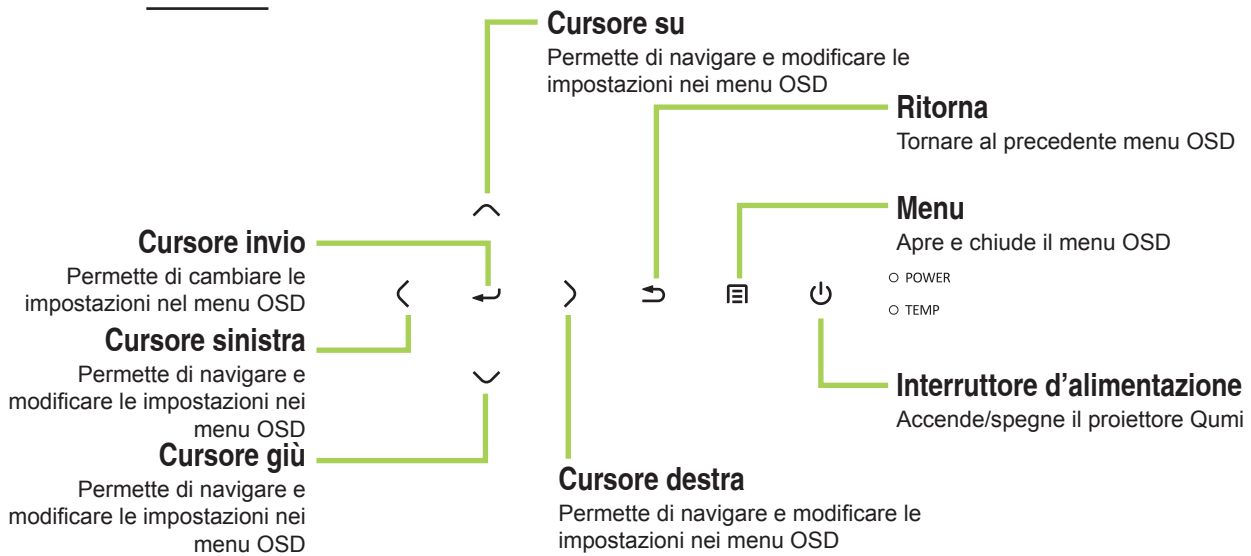 Cursore su
Permette di navigare e modificare le
impostazioni nei menu OSD
Ritorna
Tornare al precedente menu OSD
Menu
Apre e chiude il menu OSD
POWER
TEMP
Cursore invio
Permette di cambiare le
impostazioni nel menu OSD
Cursore sinistra
Permette di navigare e
modificare le impostazioni nei
menu OSD
Cursore giù
Permette di navigare e
modificare le impostazioni nei
menu OSD
Interruttore d'alimentazione
Accende/spegne il proiettore Qumi
Cursore destra
Permette di navigare e modificare le
impostazioni nei menu OSD